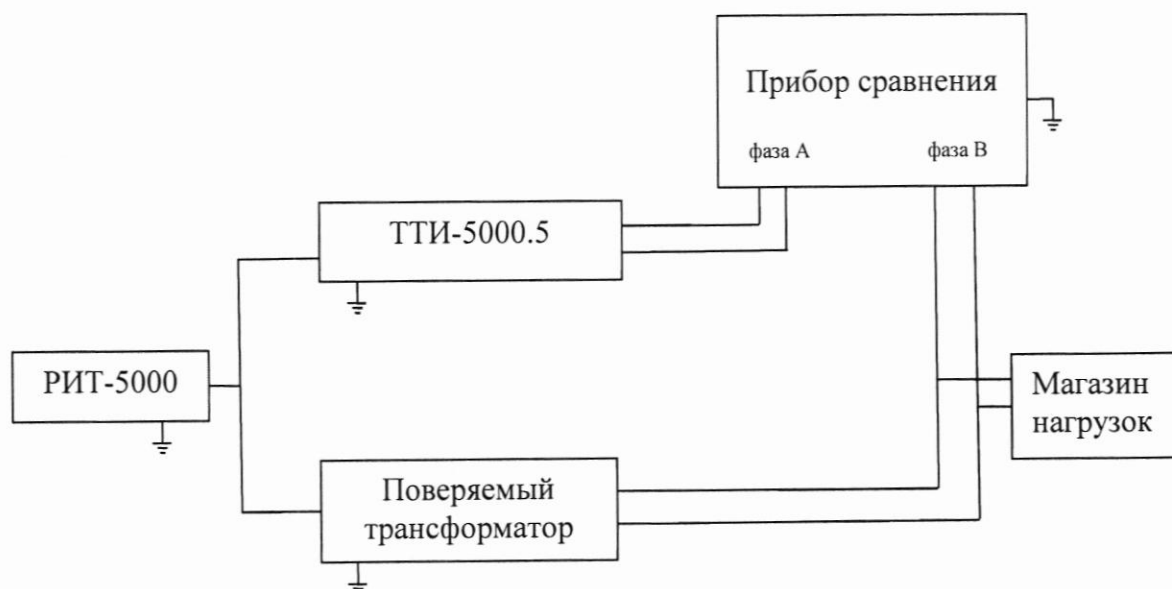 Прибор сравнения
фаза А
фаза В
ТТИ-5000.5
РИТ-5000
Магазин
нагрузок
Поверяемый
трансформатор